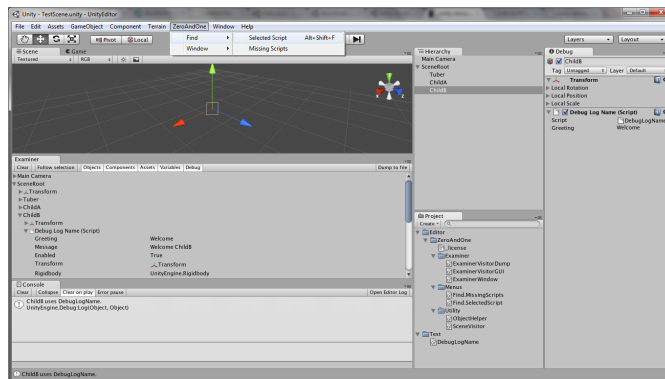 Unity - TestScene.unity - UnityEditor
File Edit Assets GameObject Component Terrain ZeroAndOne Window Help
Find Selected Script Alt+Shift+F
Window Missing Scripts
Pivot Local
Layers Layout
Scene Game
Textured RGB
Hierarchy
Main Camera
SceneRoot
Tuber
ChildA
ChildB
Debug
ChildB
Tag Untagged Layer Default
Transform
Local Rotation
Local Position
Local Scale
Debug Log Name (Script)
Script DebugLogName
Greeting Welcome
Examiner
Clear Follow selection Objects Components Assets Variables Debug Dump to file
Main Camera
SceneRoot
Transform
Tuber
ChildA
ChildB
Transform
Debug Log Name (Script)
Greeting Welcome
Message Welcome ChildB
Enabled True
Transform Transform
Rigidbody UnityEngine.Rigidbody
Project
Create
Editor
ZeroAndOne
_license
Examiner
ExaminerVisitorDump
ExaminerVisitorGUI
ExaminerWindow
Menus
Find.MissingScripts
Find.SelectedScript
Utility
ObjectHelper
SceneVisitor
Test
DebugLogName
Console
Clear Collapse Clear on play Error pause Open Editor Log
ChildB uses DebugLogName.
UnityEngine.Debug:Log(Object, Object)
ChildB uses DebugLogName.